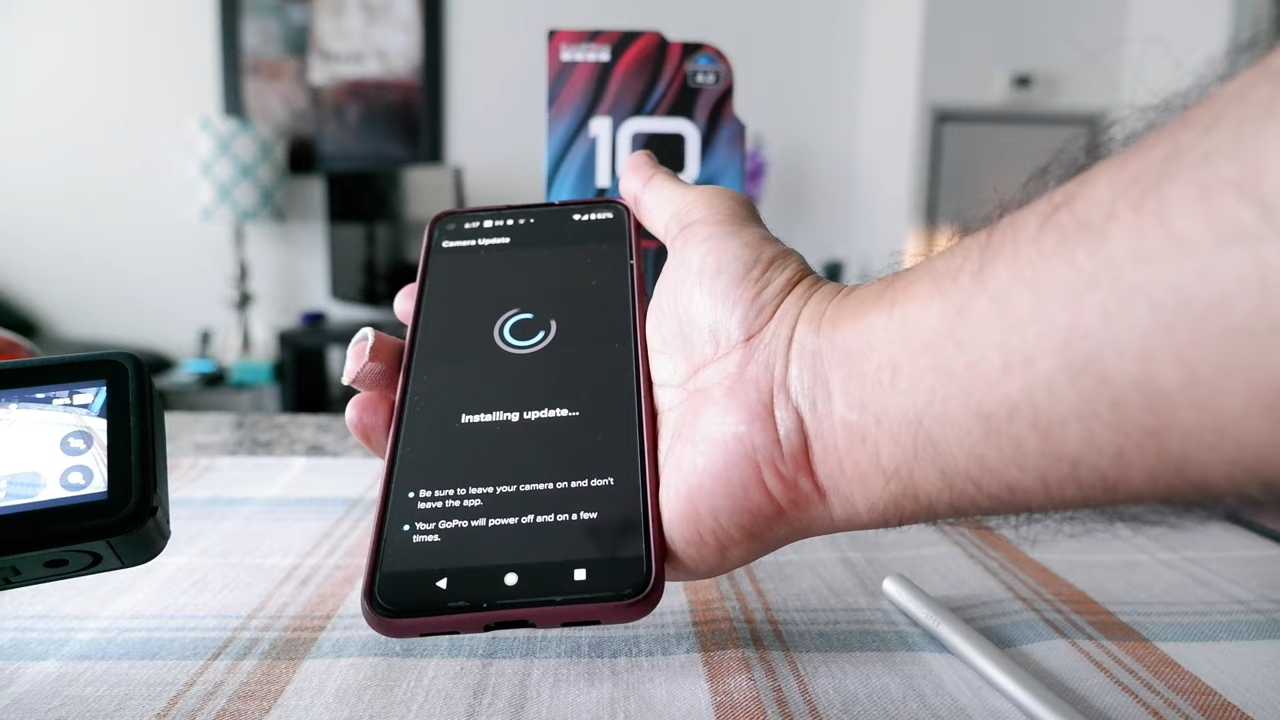 10
Camera Update
Installing update...
Be sure to leave your camera on and don't
leave the app.
Your GoPro will power off and on a few
times.